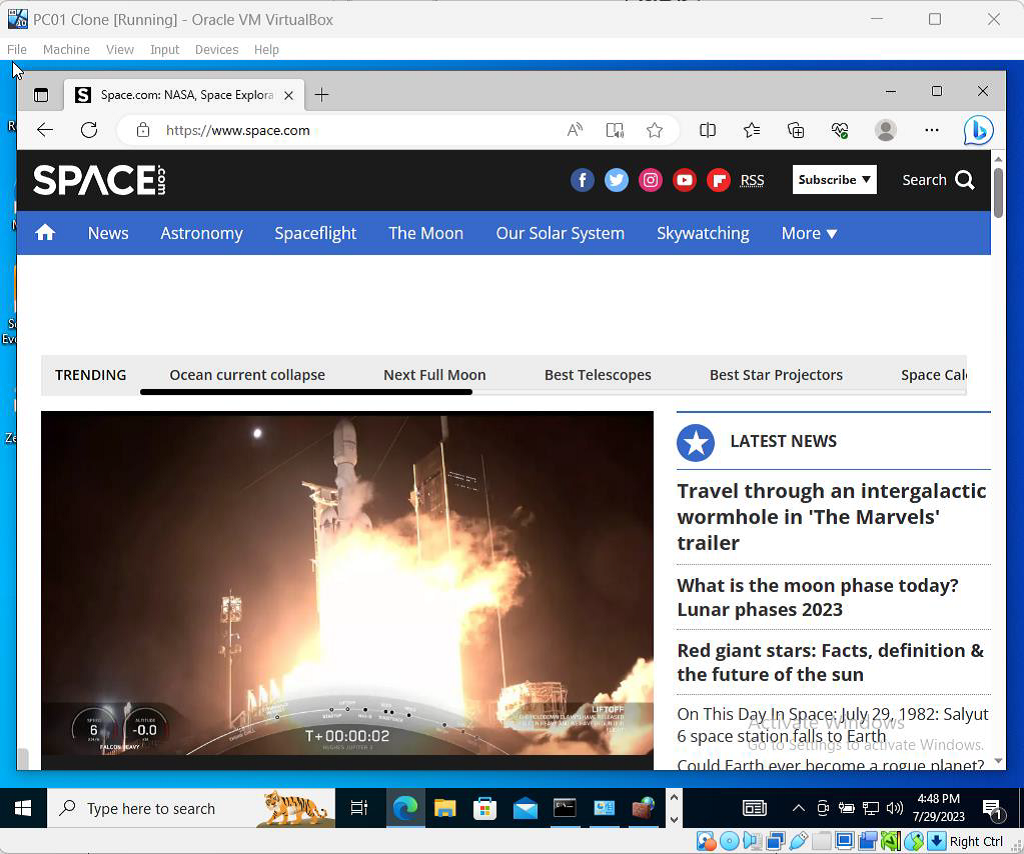 PC01 Clone [Running] - Oracle VM VirtualBox
File Machine View Input Devices Help
Space.com: NASA, Space Explora
https://www.space.com
SPACE.com
RSS
Subscribe
Search
News Astronomy Spaceflight The Moon Our Solar System Skywatching More
TRENDING Ocean current collapse Next Full Moon Best Telescopes Best Star Projectors Space Cal
LATEST NEWS
Travel through an intergalactic
wormhole in 'The Marvels'
trailer
What is the moon phase today?
Lunar phases 2023
Red giant stars: Facts, definition &
the future of the sun
On This Day In Space: July 29, 1982: Salyut
6 space station falls to Earth
Could Earth ever become a rogue planet?
Activate Windows
Go to Settings to activate Windows.
SPEED
6
KM/H
ALTITUDE
-0.0
KM
FALCON HEAVY
LIFTOFF
STARTUP
MAX-Q
T+00:00:02
HUGHES JUPITER 3
LIFTOFF
Type here to search
4:48 PM
7/29/2023
1
Right Ctrl